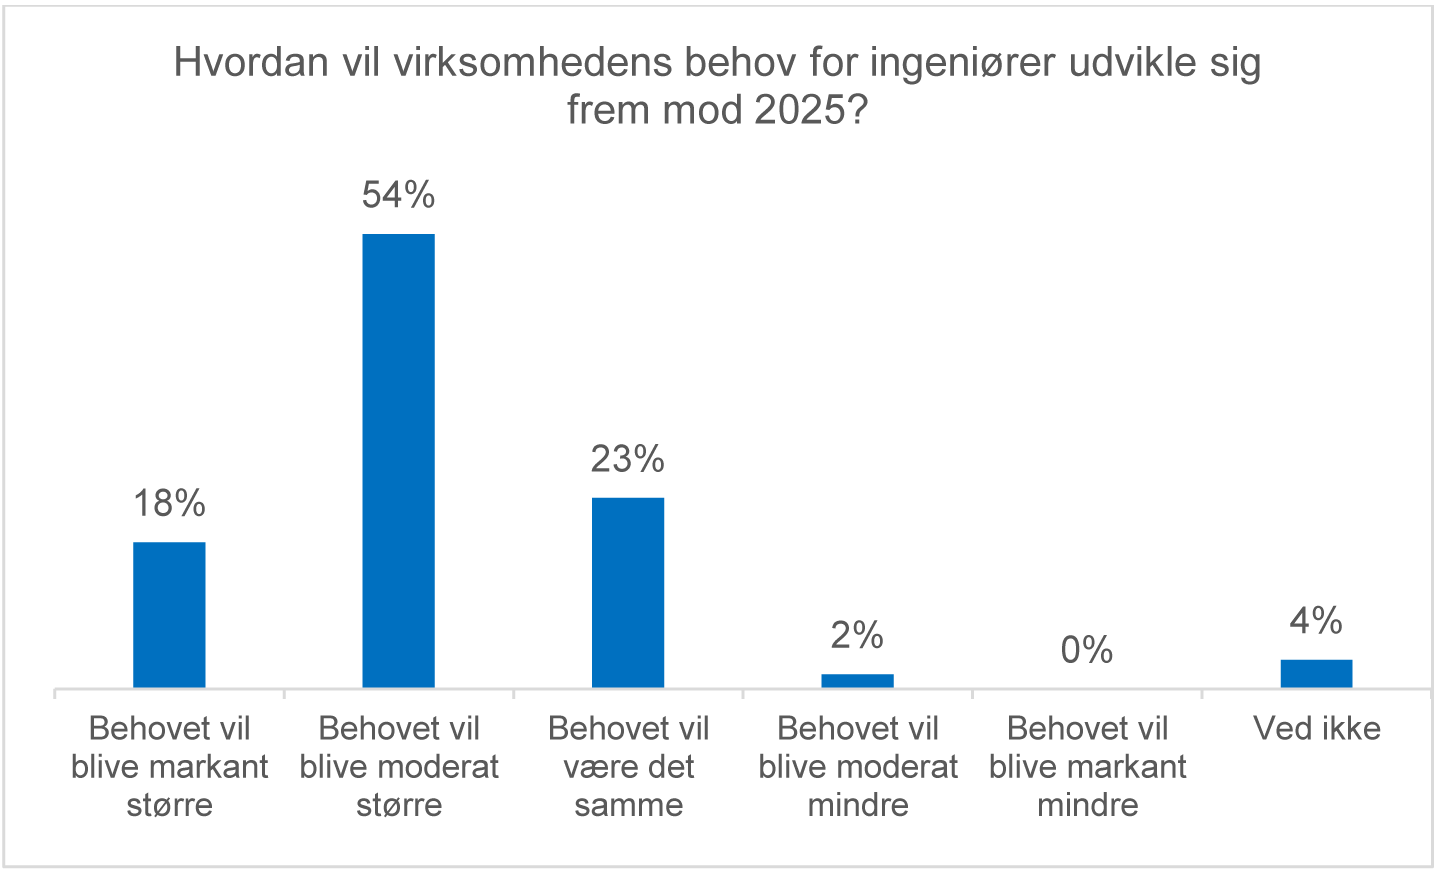 Hvordan vil virksomhedens behov for ingeniører udvikle sig
frem mod 2025?
18%
54%
23%
2%
0%
4%
Behovet vil
blive markant
større
Behovet vil
blive moderat
større
Behovet vil
være det
samme
Behovet vil
blive moderat
mindre
Behovet vil
blive markant
mindre
Ved ikke